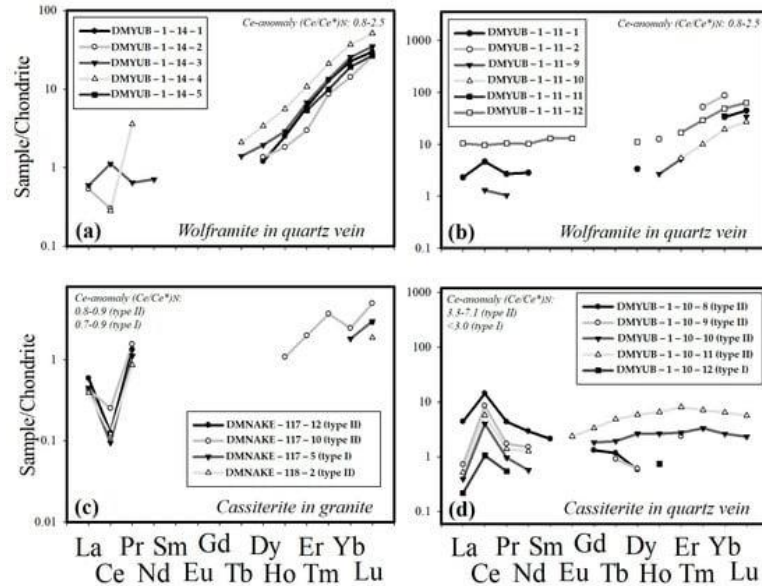 Ce-anomaly (Ce/Ce*)N: 0.8-2.5
DMYUB-1-14-1
DMYUB-1-14-2
DMYUB-1-14-3
DMYUB-1-14-4
DMYUB-1-14-5
Sample/Chondrite
100
10
1
0.1
(a)
Wolframite in quartz vein
Ce-anomaly (Ce/Ce*)N: 0.8-2.5
DMYUB-1-11-1
DMYUB-1-11-2
DMYUB-1-11-9
DMYUB-1-11-10
DMYUB-1-11-11
DMYUB-1-11-12
1000
100
10
1
0.1
(b)
Wolframite in quartz vein
Ce-anomaly (Ce/Ce*)N:
0.8-0.9 (type II)
0.7-0.9 (type I)
Sample/Chondrite
1
0.1
0.01
DMNAKE-117-12 (type II)
DMNAKE-117-10 (type II)
DMNAKE-117-5 (type I)
DMNAKE-118-2 (type II)
(c)
Cassiterite in granite
Ce-anomaly (Ce/Ce*)N:
3.3-7.1 (type II)
<3.0 (type I)
DMYUB-1-10-8 (type II)
DMYUB-1-10-9 (type II)
DMYUB-1-10-10 (type II)
DMYUB-1-10-11 (type II)
DMYUB-1-10-12 (type I)
1000
100
10
1
0.1
(d)
Cassiterite in quartz vein
La Pr Sm Gd Dy Er Yb
Ce Nd Eu Tb Ho Tm Lu
La Pr Sm Gd Dy Er Yb
Ce Nd Eu Tb Ho Tm Lu